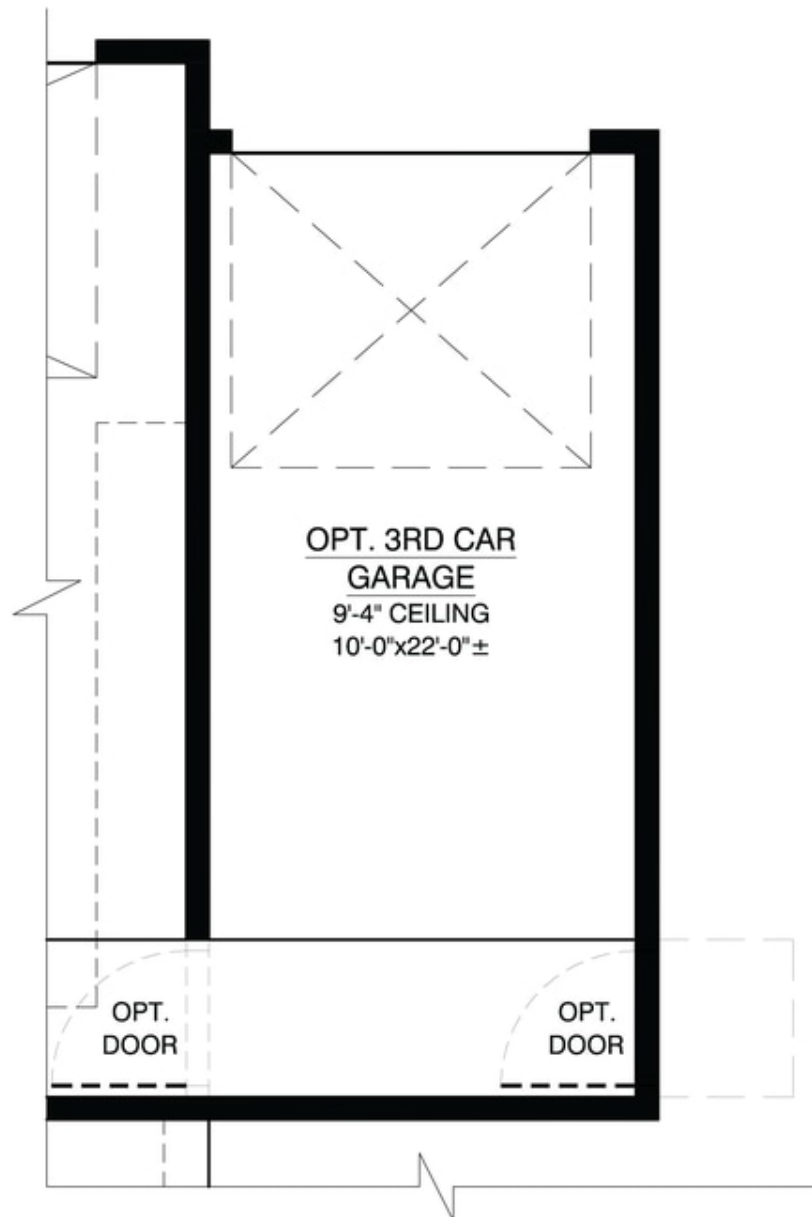 OPT. 3RD CAR
GARAGE
9'-4" CEILING
10'-0"x22'-0"±
OPT.
DOOR
OPT.
DOOR